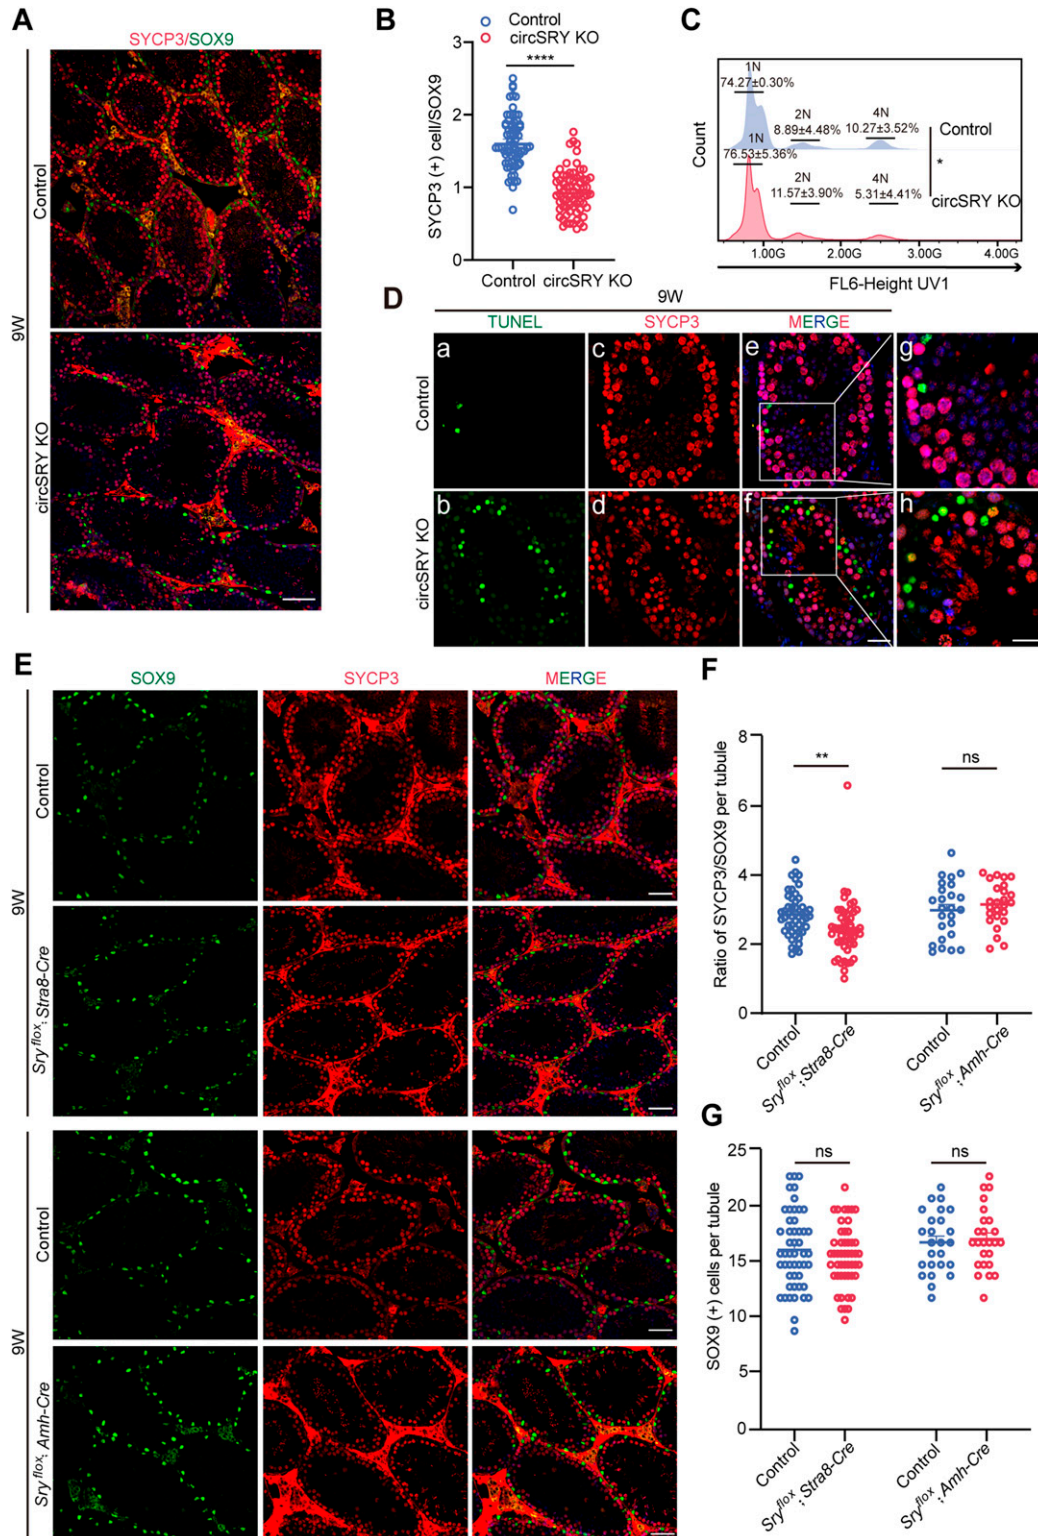 A
SYCP3/SOX9
Control
circSRY KO
9W
B
Control
circSRY KO
****
3
2
1
0
SYCP3 (+) cell/SOX9
Control circSRY KO
C
1N
74.27±0.30%
2N
8.89±4.48%
4N
10.27±3.52%
Control
*
1N
76.53±5.36%
2N
11.57±3.90%
4N
5.31±4.41%
circSRY KO
Count
1.00G 2.00G 3.00G 4.00G
FL6-Height UV1
D
9W
TUNEL SYCP3 MERGE
Control
a c e g
circSRY KO
b d f h
E
SOX9 SYCP3 MERGE
Control
Sry flox; Stra8-Cre
9W
Control
Sry flox; Amh-Cre
9W
F
8
6
4
2
0
Ratio of SYCP3/SOX9 per tubule
** ns
Control
Sry flox; Stra8-Cre
Control
Sry flox; Amh-Cre
G
25
20
15
10
5
0
SOX9 (+) cells per tubule
ns ns
Control
Sry flox; Stra8-Cre
Control
Sry flox; Amh-Cre